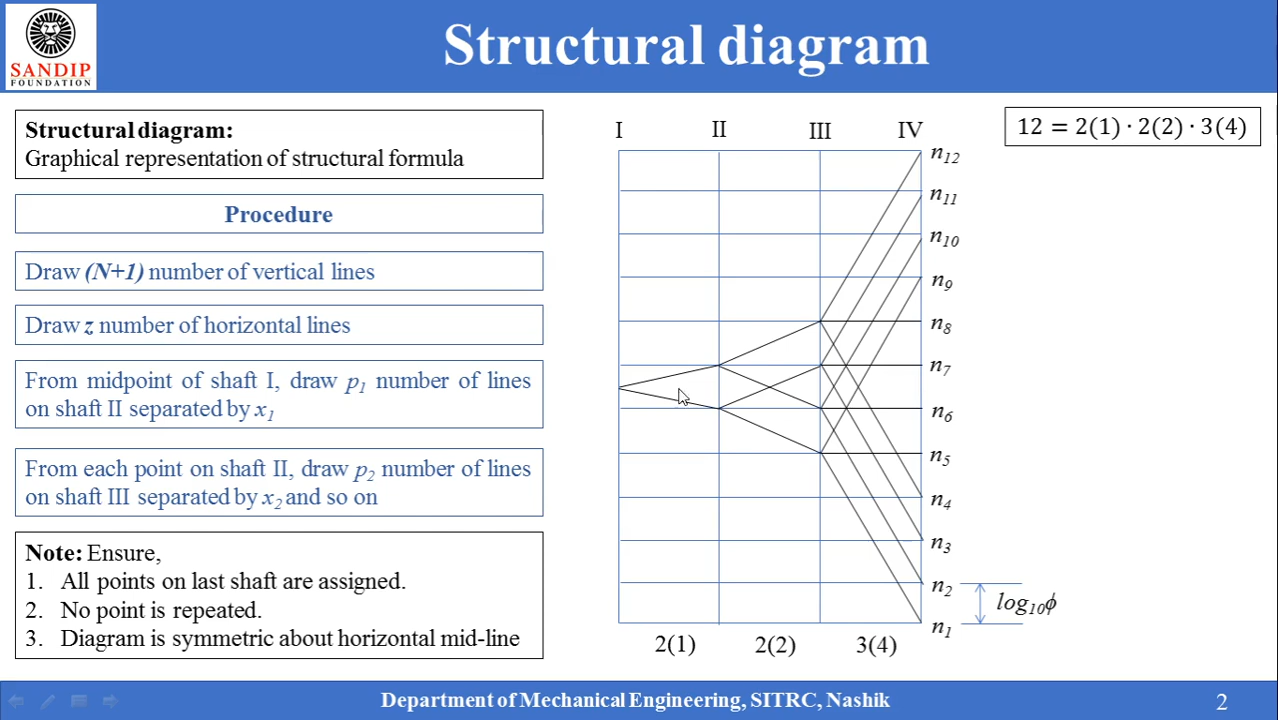 Structural diagram
SANDIP
FOUNDATION
Structural diagram:
Graphical representation of structural formula
Procedure
Draw (N+1) number of vertical lines
Draw z number of horizontal lines
From midpoint of shaft I, draw p1 number of lines
on shaft II separated by x1
From each point on shaft II, draw p2 number of lines
on shaft III separated by x2 and so on
Note: Ensure,
1. All points on last shaft are assigned.
2. No point is repeated.
3. Diagram is symmetric about horizontal mid-line
I II III IV
12 = 2(1) · 2(2) · 3(4)
n12
n11
n10
n9
n8
n7
n6
n5
n4
n3
n2
log10ϕ
n1
2(1) 2(2) 3(4)
Department of Mechanical Engineering, SITRC, Nashik
2